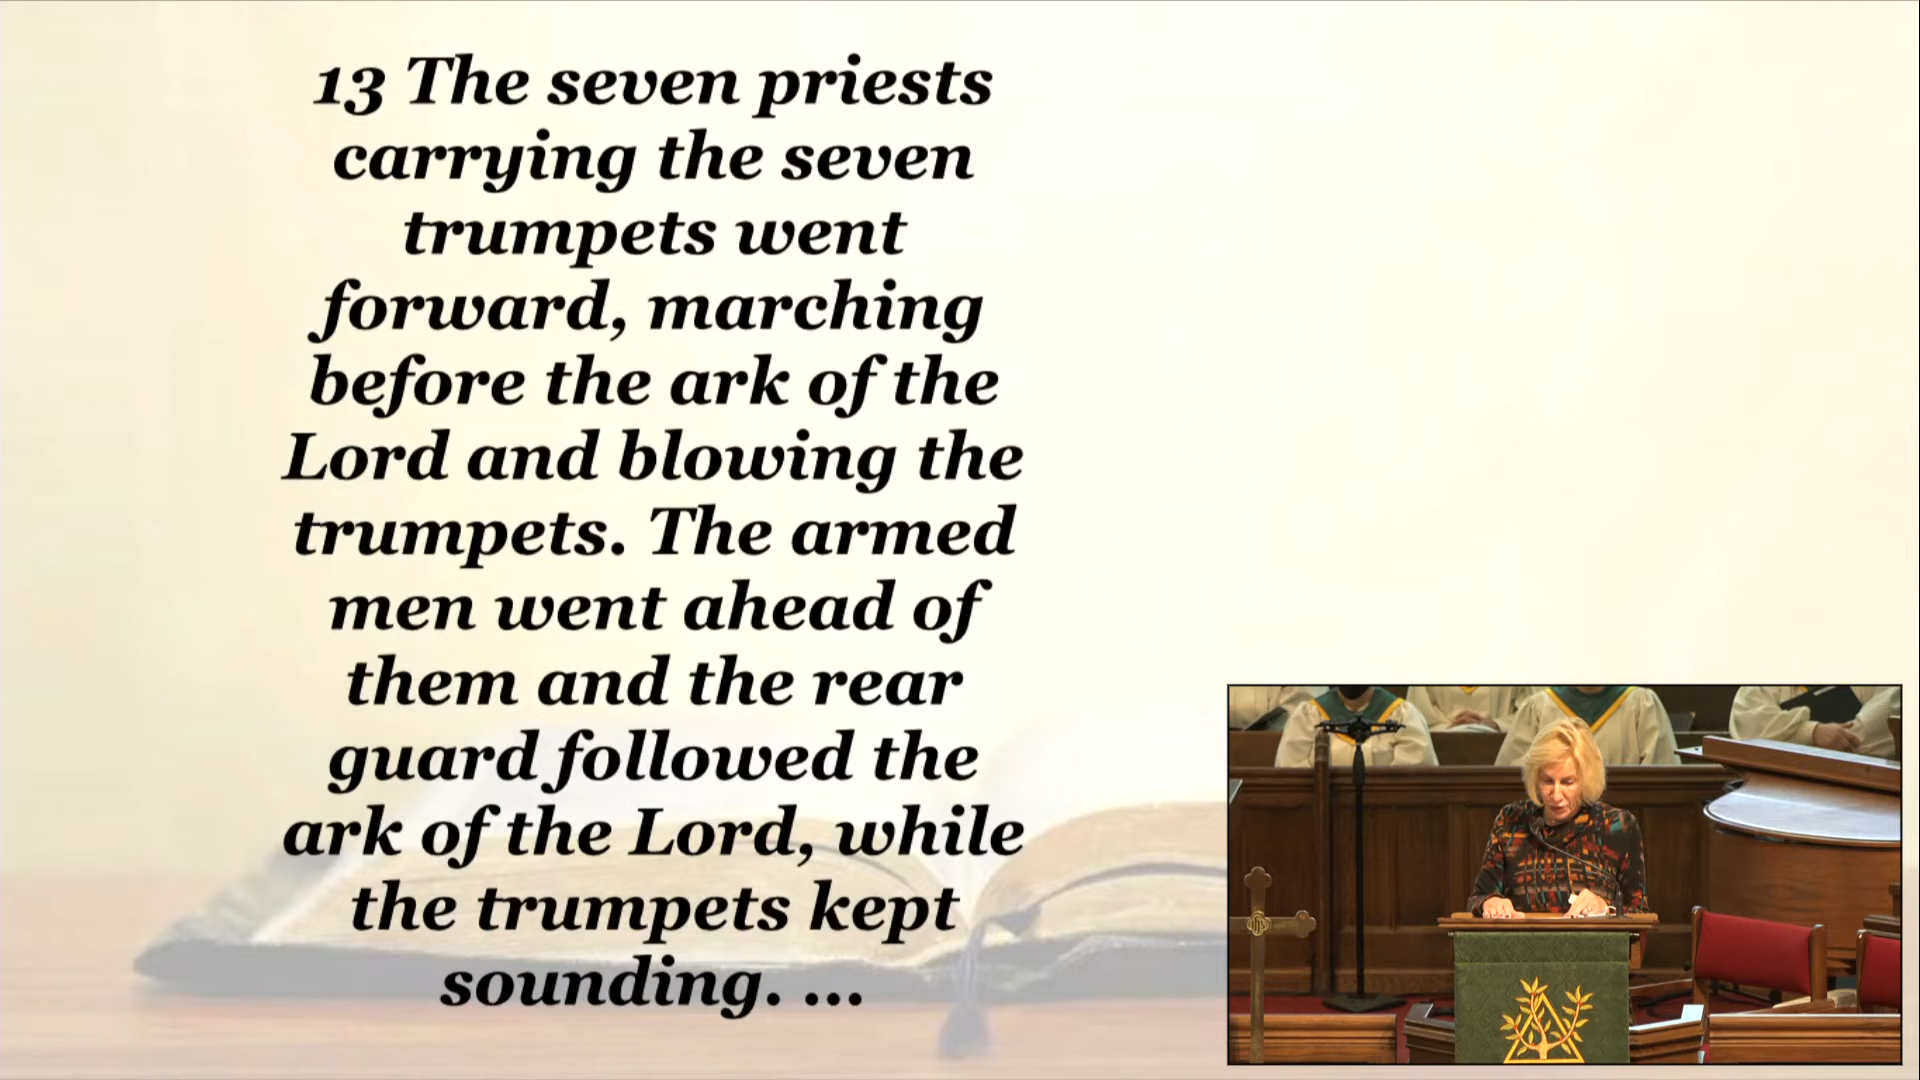 13 The seven priests
carrying the seven
trumpets went
forward, marching
before the ark of the
Lord and blowing the
trumpets. The armed
men went ahead of
them and the rear
guard followed the
ark of the Lord, while
the trumpets kept
sounding. ...